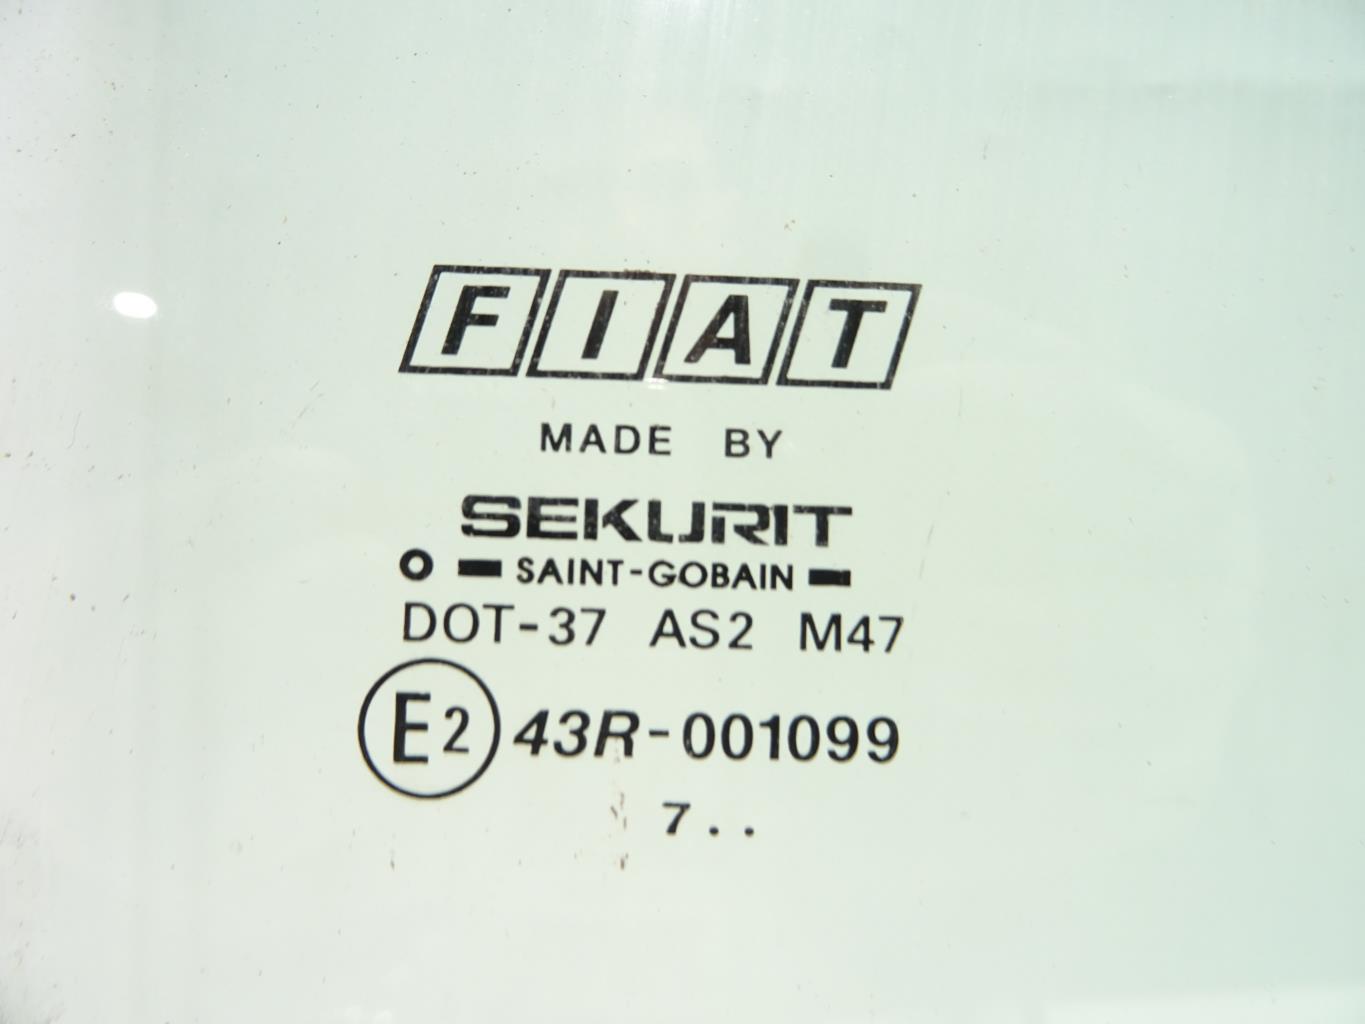 FIAT
MADE BY
SEKURIT
SAINT-GOBAIN
DOT-37 AS2 M47
E2 43R-001099
7..